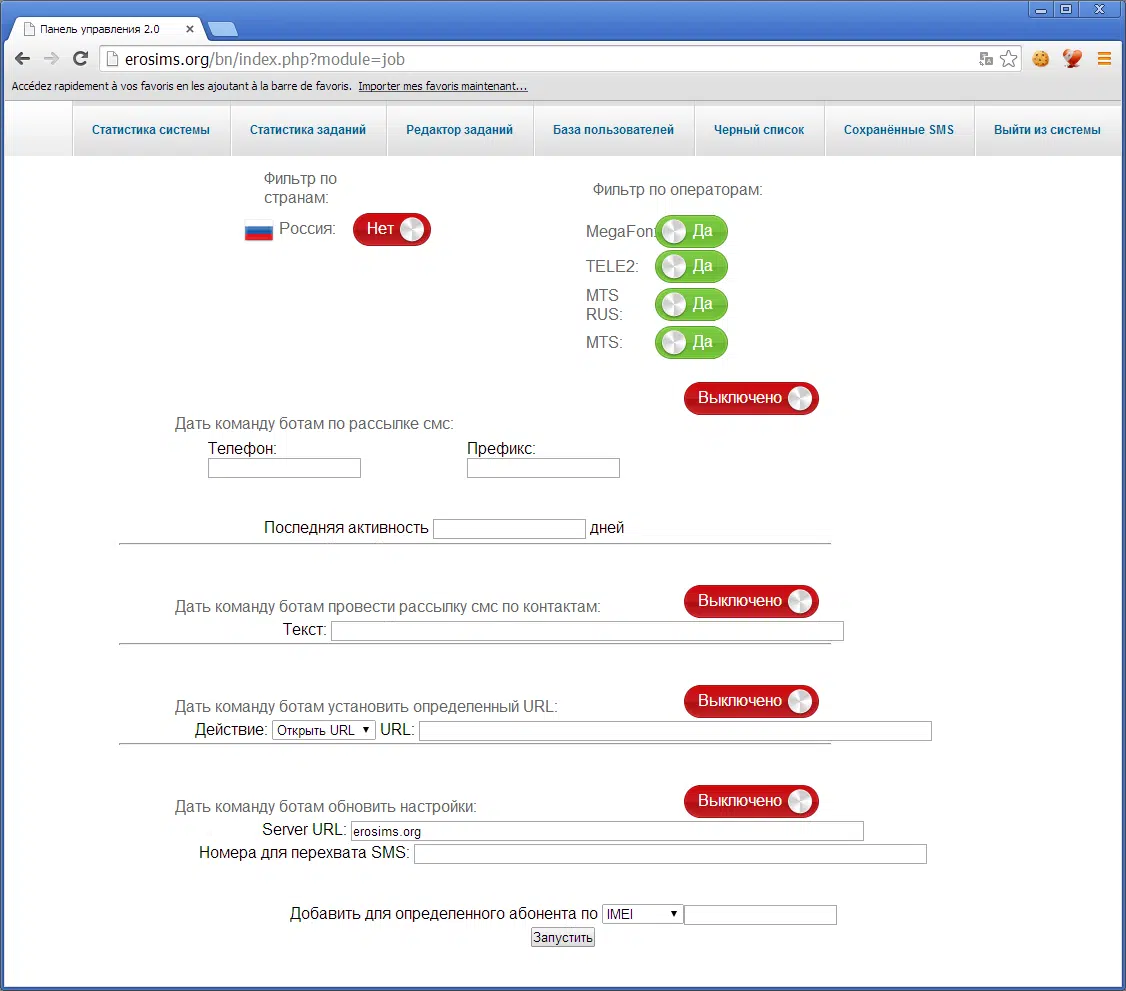 Панель управления 2.0
erosims.org/bn/index.php?module=job
Accédez rapidement à vos favoris en les ajoutant à la barre de favoris. Importer mes favoris maintenant...
Статистика системы Статистика заданий Редактор заданий База пользователей Черный список Сохранённые SMS Выйти из системы
Фильтр по
странам:
Россия: Нет
Фильтр по операторам:
MegaFon: Да
TELE2: Да
MTS
RUS: Да
MTS: Да
Выключено
Дать команду ботам по рассылке смс:
Телефон: Префикс:
Последняя активность дней
Выключено
Дать команду ботам провести рассылку смс по контактам:
Текст:
Выключено
Дать команду ботам установить определенный URL:
Действие: Открыть URL URL:
Выключено
Дать команду ботам обновить настройки:
Server URL: erosims.org
Номера для перехвата SMS:
Добавить для определенного абонента по IMEI
Запустить